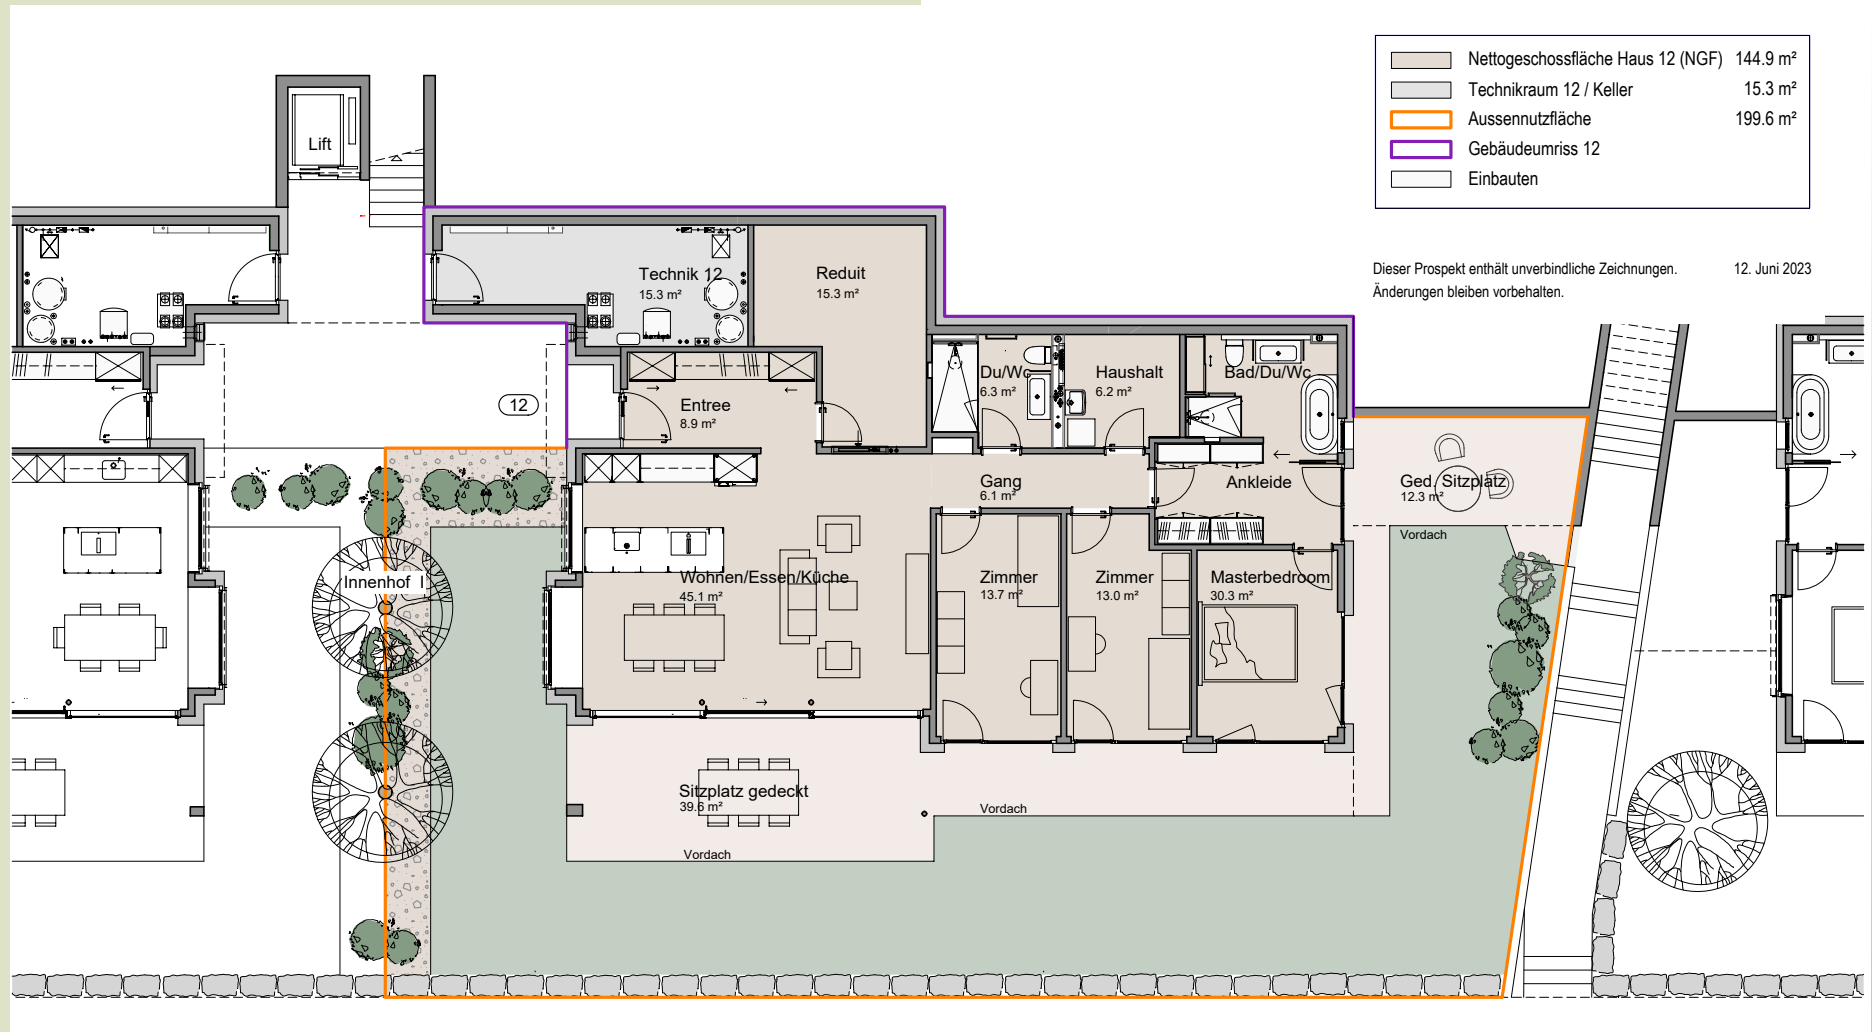 Nettogeschossfläche Haus 12 (NGF) 144.9 m²
Technikraum 12 / Keller 15.3 m²
Aussennutzfläche 199.6 m²
Gebäudeumriss 12
Einbauten
Dieser Prospekt enthält unverbindliche Zeichnungen. 12. Juni 2023
Änderungen bleiben vorbehalten.
Lift
Technik 12
15.3 m²
Reduit
15.3 m²
Du/Wc
6.3 m²
Haushalt
6.2 m²
Bad/Du/Wc
12
Entree
8.9 m²
Gang
6.1 m²
Ankleide
Ged. Sitzplatz
12.3 m²
Vordach
Innenhof I
Wohnen/Essen/Küche
45.1 m²
Zimmer
13.7 m²
Zimmer
13.0 m²
Masterbedroom
30.3 m²
Sitzplatz gedeckt
39.6 m²
Vordach
Vordach